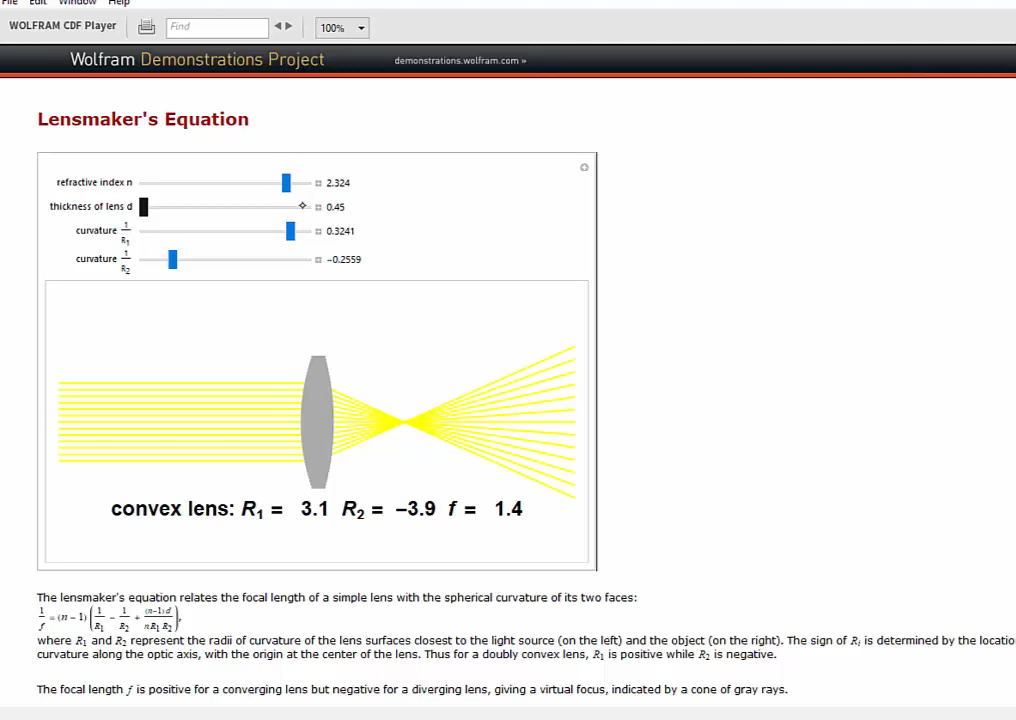 File Edit Window Help
WOLFRAM CDF Player Find 100%
Wolfram Demonstrations Project demonstrations.wolfram.com »
Lensmaker's Equation
refractive index n 2.324
thickness of lens d 0.45
curvature 1/R₁ 0.3241
curvature 1/R₂ −0.2559
convex lens: R₁ = 3.1 R₂ = −3.9 f = 1.4
The lensmaker's equation relates the focal length of a simple lens with the spherical curvature of its two faces:
1/f = (n − 1) (1/R₁ − 1/R₂ + (n−1) d/(n R₁ R₂)),
where R₁ and R₂ represent the radii of curvature of the lens surfaces closest to the light source (on the left) and the object (on the right). The sign of Rᵢ is determined by the locatio
curvature along the optic axis, with the origin at the center of the lens. Thus for a doubly convex lens, R₁ is positive while R₂ is negative.
The focal length f is positive for a converging lens but negative for a diverging lens, giving a virtual focus, indicated by a cone of gray rays.